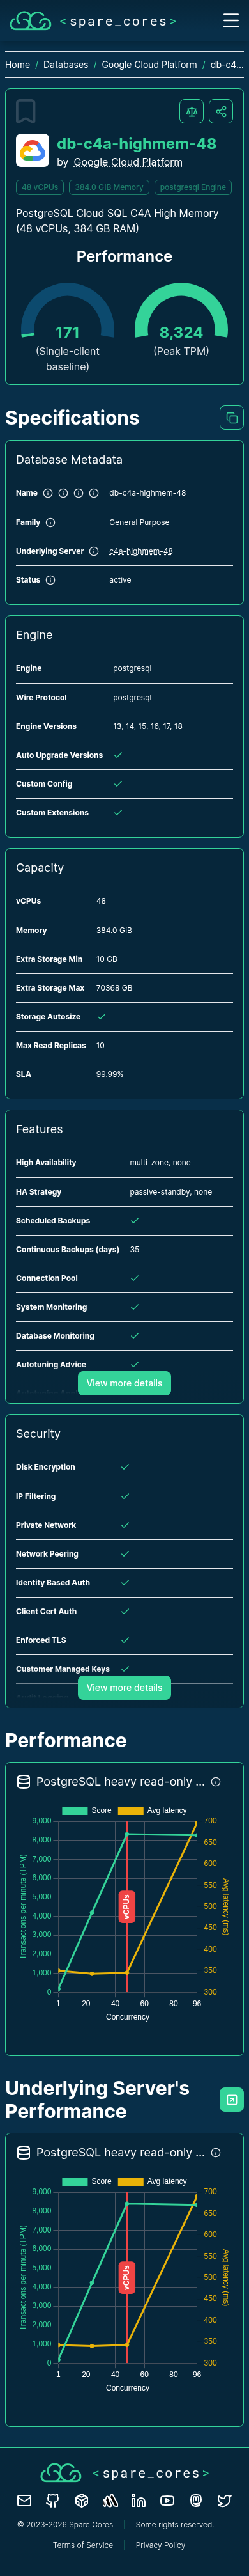 <spare_cores>
Home / Databases / Google Cloud Platform / db-c4...
db-c4a-highmem-48
by Google Cloud Platform
48 vCPUs 384.0 GiB Memory postgresql Engine
PostgreSQL Cloud SQL C4A High Memory
(48 vCPUs, 384 GB RAM)
Performance
171
(Single-client
baseline)
8,324
(Peak TPM)
Specifications
Database Metadata
Name db-c4a-highmem-48
Family General Purpose
Underlying Server c4a-highmem-48
Status active
Engine
Engine postgresql
Wire Protocol postgresql
Engine Versions 13, 14, 15, 16, 17, 18
Auto Upgrade Versions
Custom Config
Custom Extensions
Capacity
vCPUs 48
Memory 384.0 GiB
Extra Storage Min 10 GB
Extra Storage Max 70368 GB
Storage Autosize
Max Read Replicas 10
SLA 99.99%
Features
High Availability multi-zone, none
HA Strategy passive-standby, none
Scheduled Backups
Continuous Backups (days) 35
Connection Pool
System Monitoring
Database Monitoring
Autotuning Advice
View more details
Security
Disk Encryption
IP Filtering
Private Network
Network Peering
Identity Based Auth
Client Cert Auth
Enforced TLS
Customer Managed Keys
View more details
Performance
PostgreSQL heavy read-only ...
Score Avg latency
Transactions per minute (TPM)
9,000
8,000
7,000
6,000
5,000
4,000
3,000
2,000
1,000
0
vCPUs
700
650
600
550
500
450
400
350
300
Avg latency (ms)
1 20 40 60 80 96
Concurrency
Underlying Server's
Performance
PostgreSQL heavy read-only ...
Score Avg latency
Transactions per minute (TPM)
9,000
8,000
7,000
6,000
5,000
4,000
3,000
2,000
1,000
0
vCPUs
700
650
600
550
500
450
400
350
300
Avg latency (ms)
1 20 40 60 80 96
Concurrency
<spare_cores>
© 2023-2026 Spare Cores | Some rights reserved.
Terms of Service | Privacy Policy